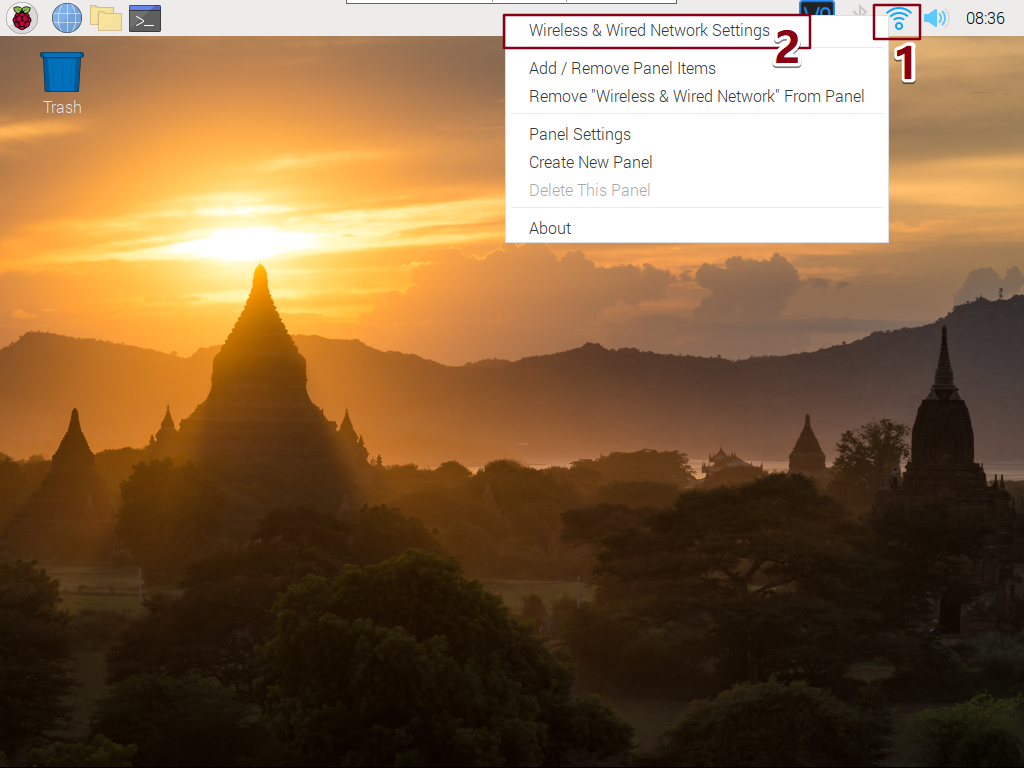 08:36
Wireless & Wired Network Settings
2
1
Add / Remove Panel Items
Remove "Wireless & Wired Network" From Panel
Trash
Panel Settings
Create New Panel
Delete This Panel
About